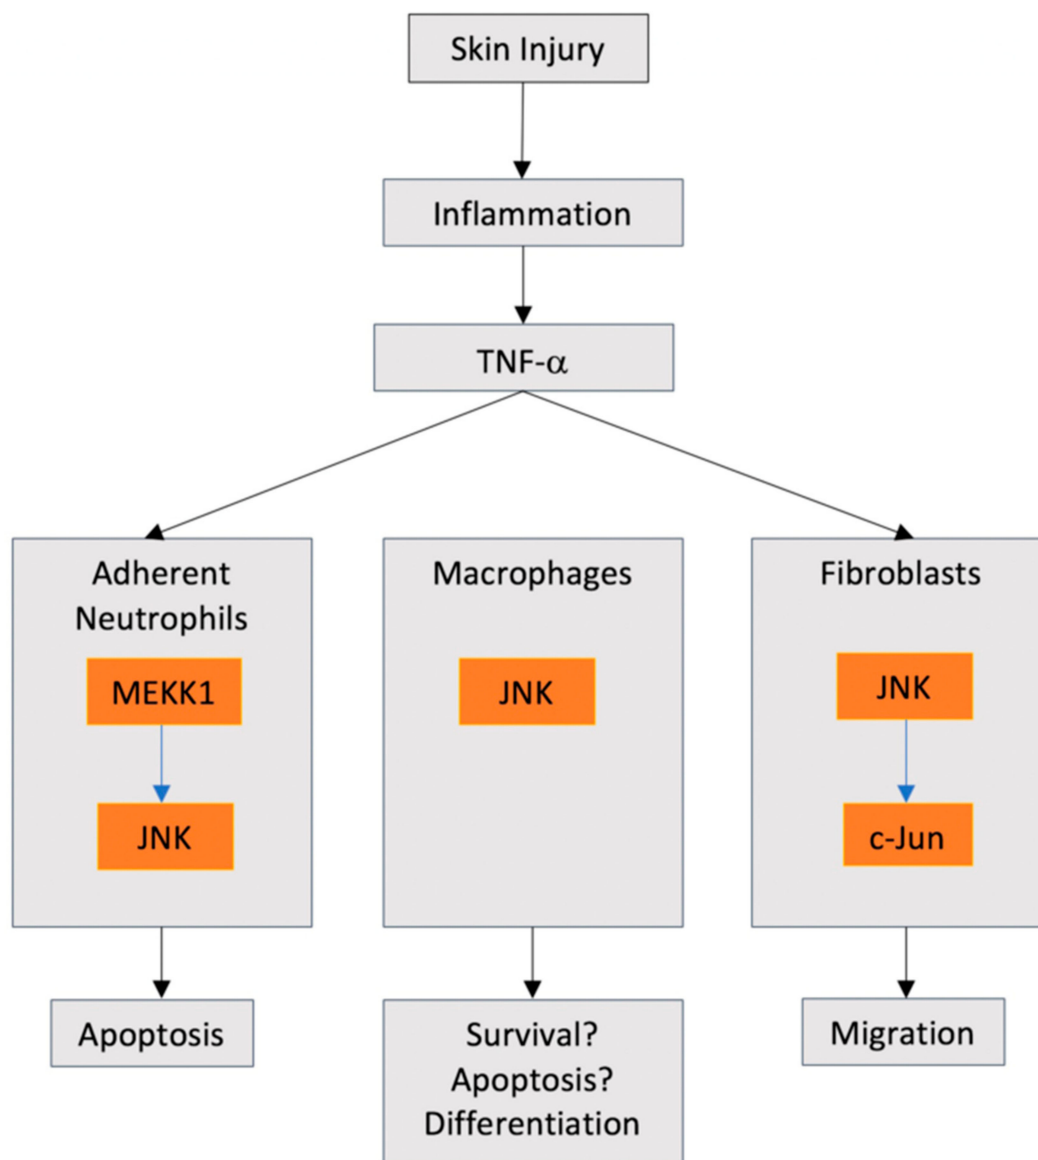 Skin Injury
Inflammation
TNF-α
Adherent
Neutrophils
MEKK1
JNK
Apoptosis
Macrophages
JNK
Survival?
Apoptosis?
Differentiation
Fibroblasts
JNK
c-Jun
Migration